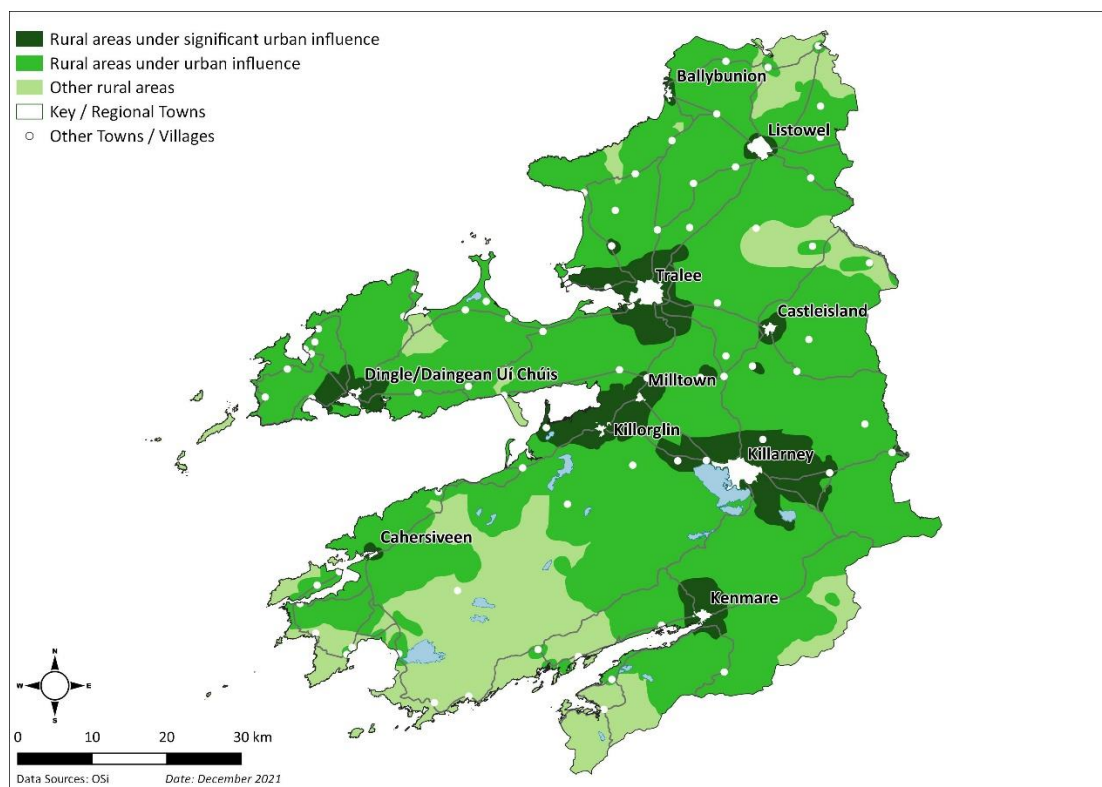 Rural areas under significant urban influence
Rural areas under urban influence
Other rural areas
Key / Regional Towns
Other Towns / Villages
Ballybunion
Listowel
Tralee
Castleisland
Dingle/Daingean Uí Chúis
Milltown
Killorglin
Killarney
Cahersiveen
Kenmare
N
W E
S
0 10 20 30 km
Data Sources: OSi Date: December 2021